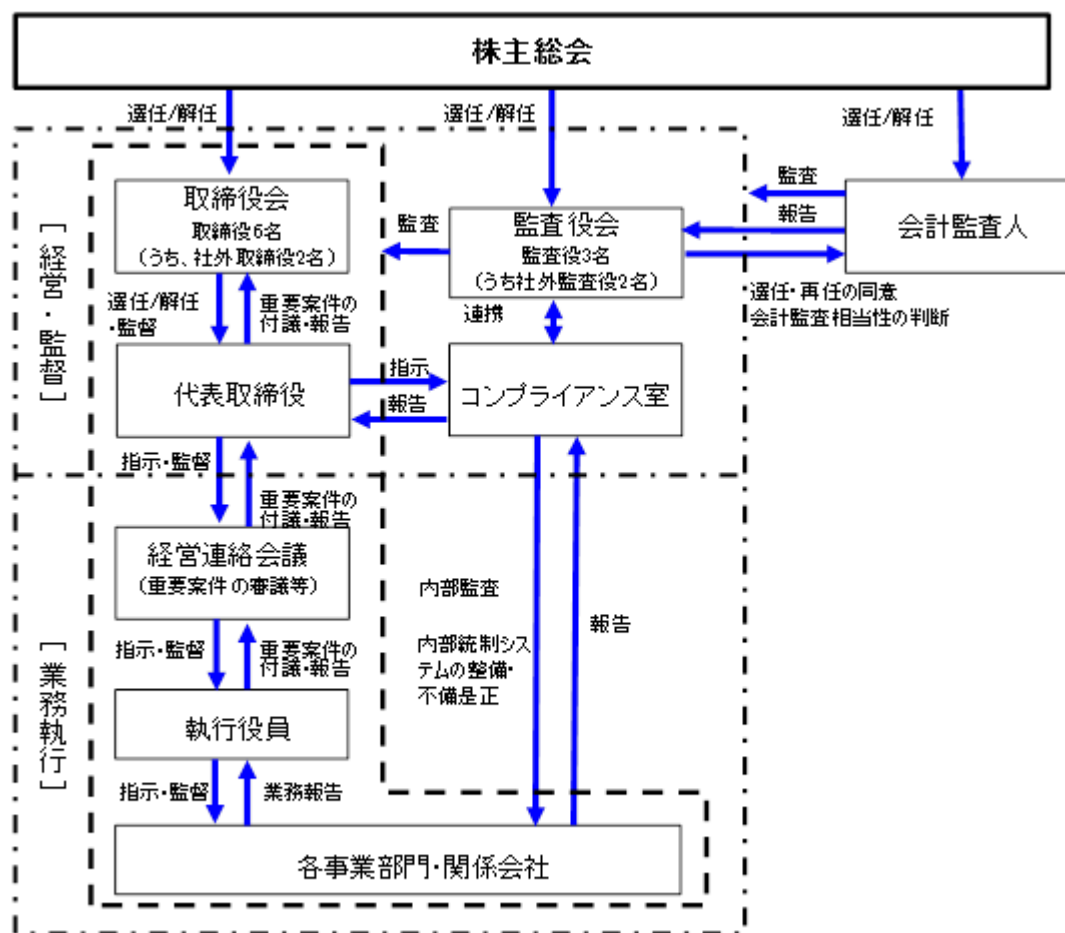 株主総会
選任/解任
選任/解任
選任/解任
[経営・監督]
取締役会
取締役6名
(うち、社外取締役2名)
監査
監査役会
監査役3名
(うち社外監査役2名)
監査
報告
会計監査人
選任・再任の同意
会計監査相当性の判断
選任/解任
・監督
重要案件の
付議・報告
連携
代表取締役
指示
報告
コンプライアンス室
指示・監督
重要案件の
付議・報告
[業務執行]
経営連絡会議
(重要案件の審議等)
内部監査
内部統制シス
テムの整備・
不備是正
報告
指示・監督
重要案件の
付議・報告
執行役員
指示・監督
業務報告
各事業部門・関係会社